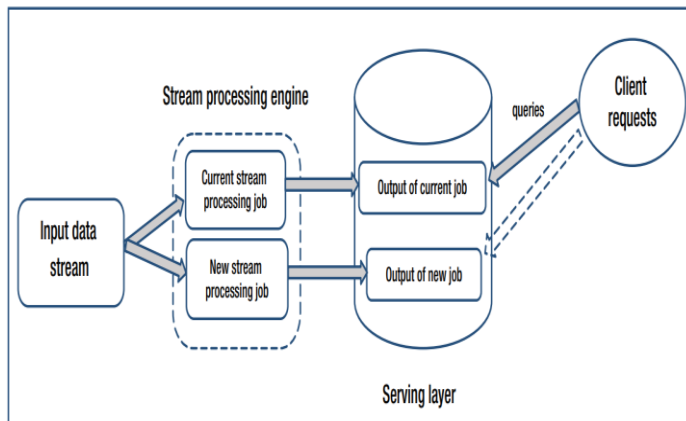 Stream processing engine
Input data
stream
Current stream
processing job
New stream
processing job
Output of current job
Output of new job
Serving layer
queries
Client
requests